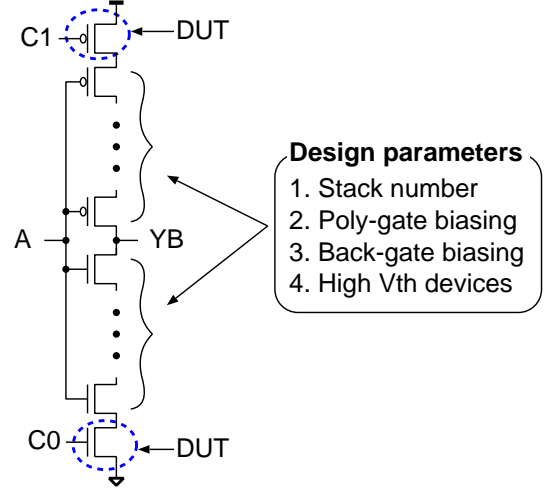 C1
DUT
Design parameters
1. Stack number
2. Poly-gate biasing
3. Back-gate biasing
4. High Vth devices
A
YB
C0
DUT